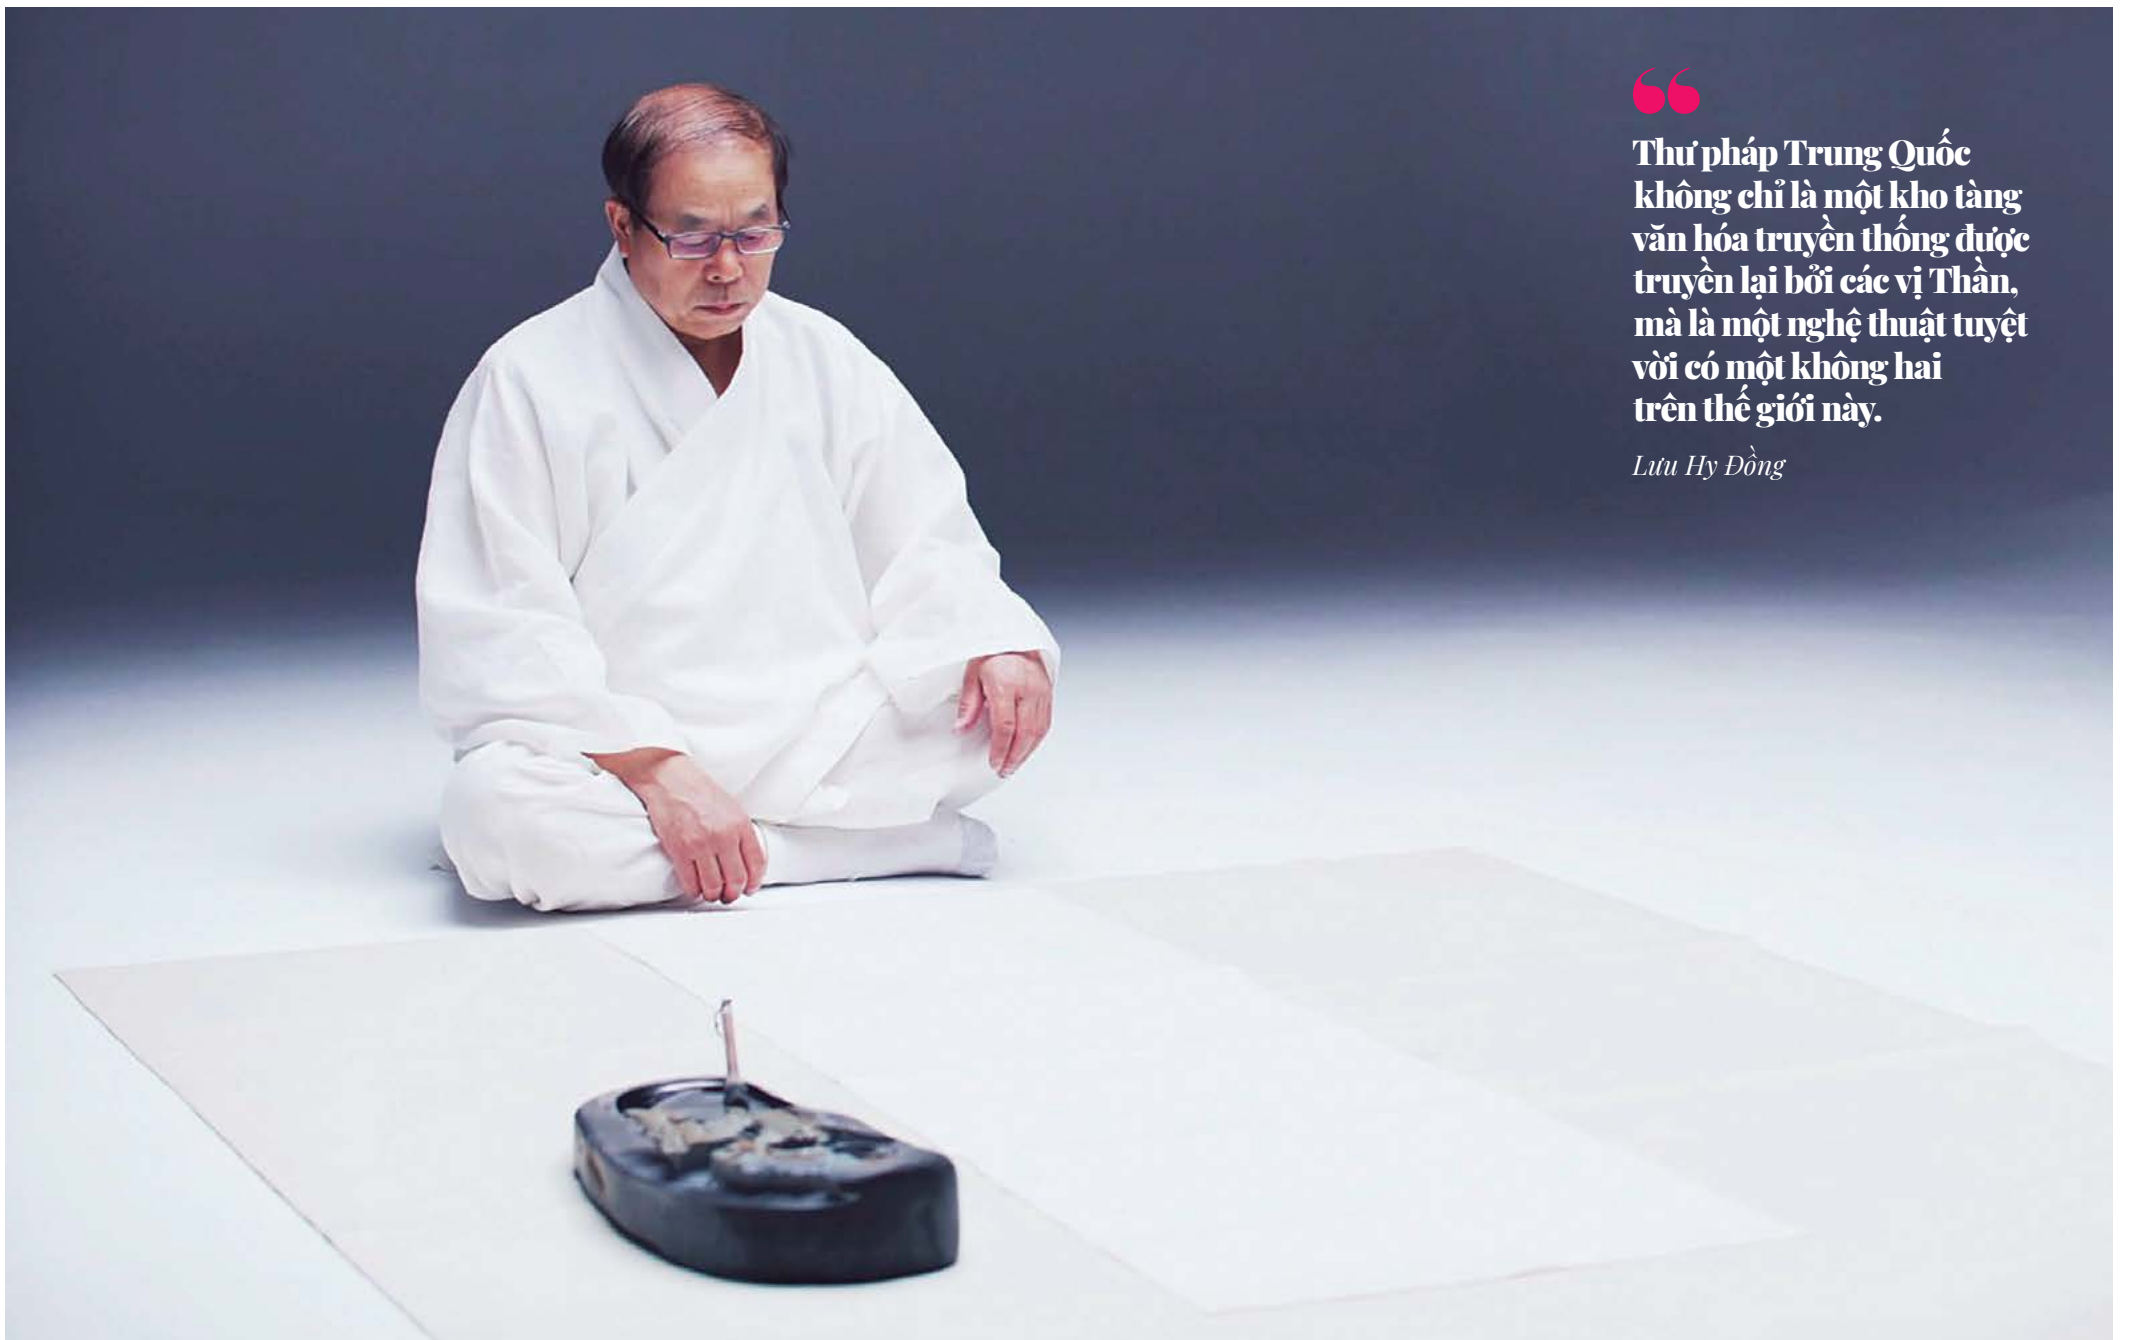 “
Thư pháp Trung Quốc
không chỉ là một kho tàng
văn hóa truyền thống được
truyền lại bởi các vị Thần,
mà là một nghệ thuật tuyệt
vời có một không hai
trên thế giới này.
Lưu Hy Đồng